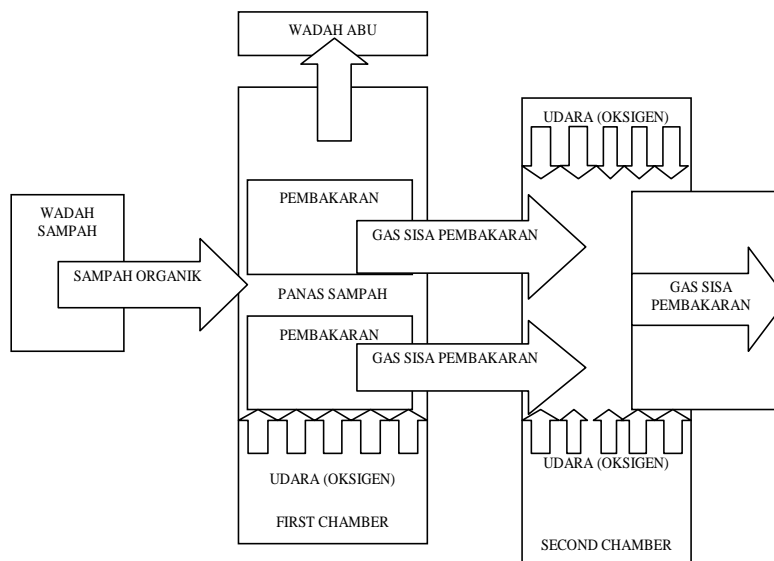 WADAH ABU
UDARA (OKSIGEN)
WADAH
SAMPAH
SAMPAH ORGANIK
PEMBAKARAN
GAS SISA PEMBAKARAN
PANAS SAMPAH
PEMBAKARAN
GAS SISA PEMBAKARAN
GAS SISA
PEMBAKARAN
UDARA (OKSIGEN)
FIRST CHAMBER
UDARA (OKSIGEN)
SECOND CHAMBER